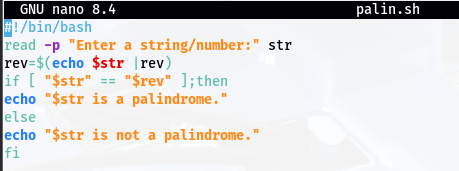 GNU nano 8.4 palin.sh
#!/bin/bash
read -p "Enter a string/number:" str
rev=$(echo $str |rev)
if [ "$str" == "$rev" ];then
echo "$str is a palindrome."
else
echo "$str is not a palindrome."
fi